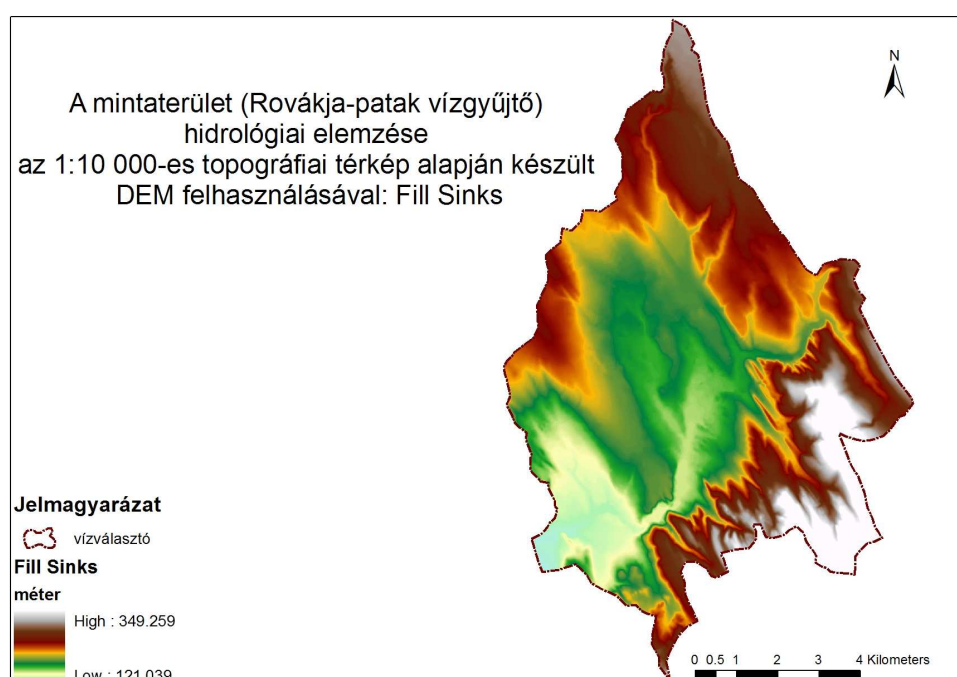 A mintaterület (Rovákja-patak vízgyűjtő)
hidrológiai elemzése
az 1:10 000-es topográfiai térkép alapján készült
DEM felhasználásával: Fill Sinks
N
Jelmagyarázat
vízválasztó
Fill Sinks
méter
High : 349.259
Low : 121.039
0 0.5 1 2 3 4 Kilometers